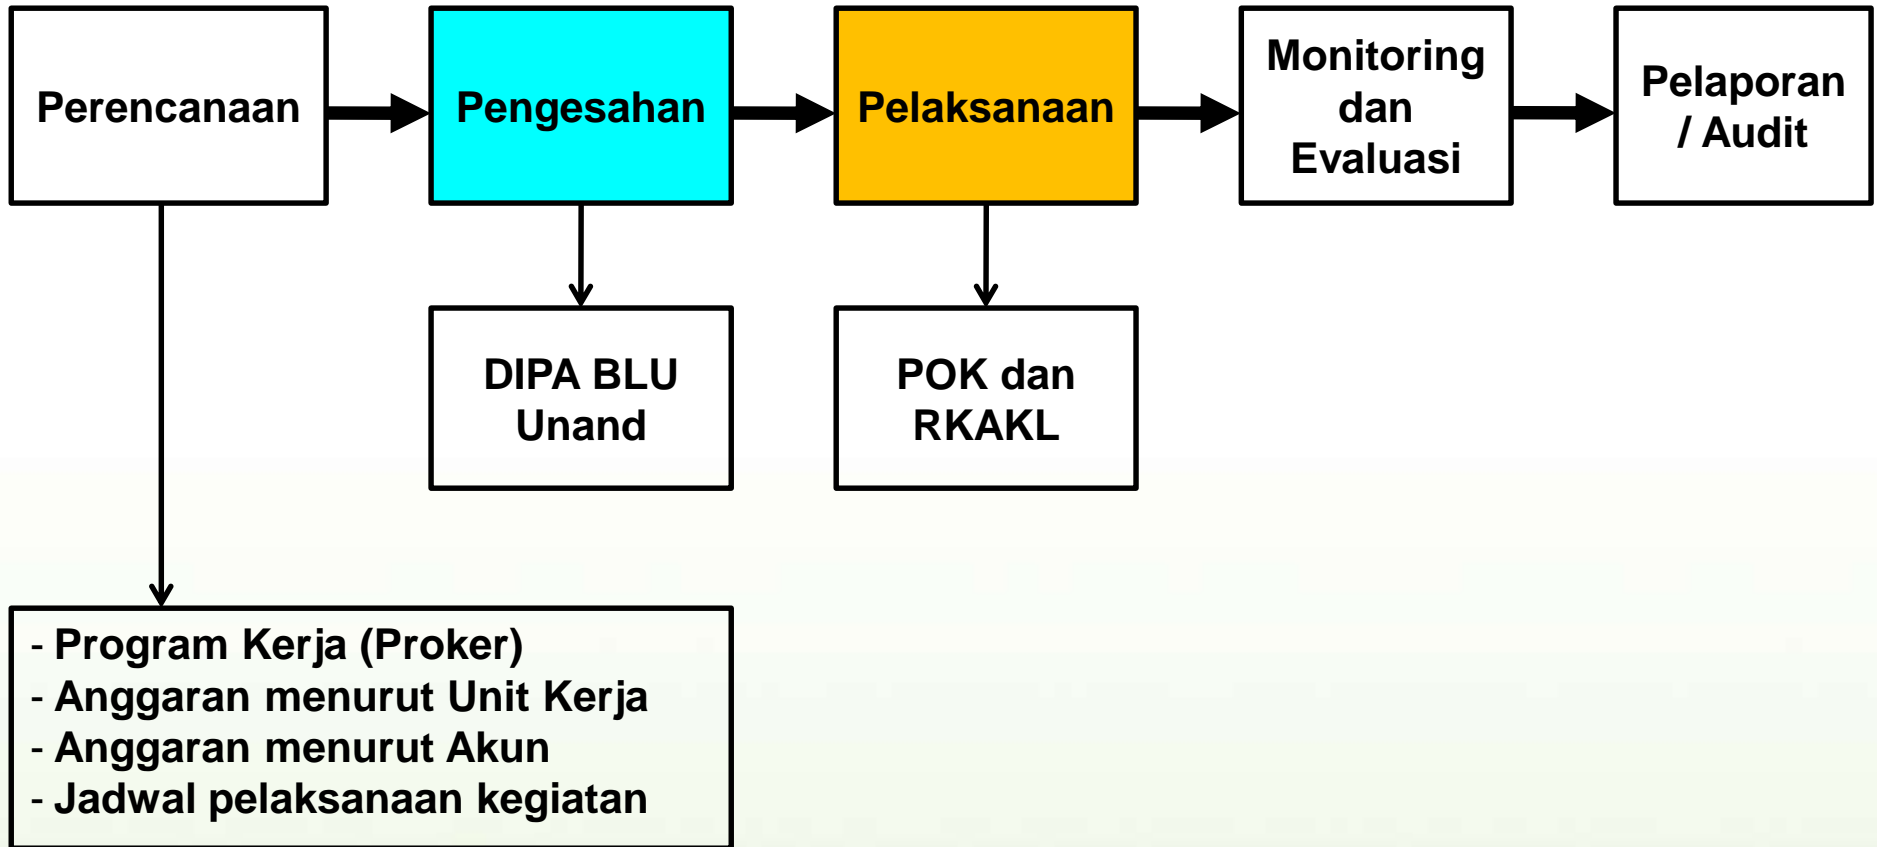 Perencanaan
Pengesahan
Pelaksanaan
Monitoring
dan
Evaluasi
Pelaporan
/ Audit
DIPA BLU
Unand
POK dan
RKAKL
- Program Kerja (Proker)
- Anggaran menurut Unit Kerja
- Anggaran menurut Akun
- Jadwal pelaksanaan kegiatan